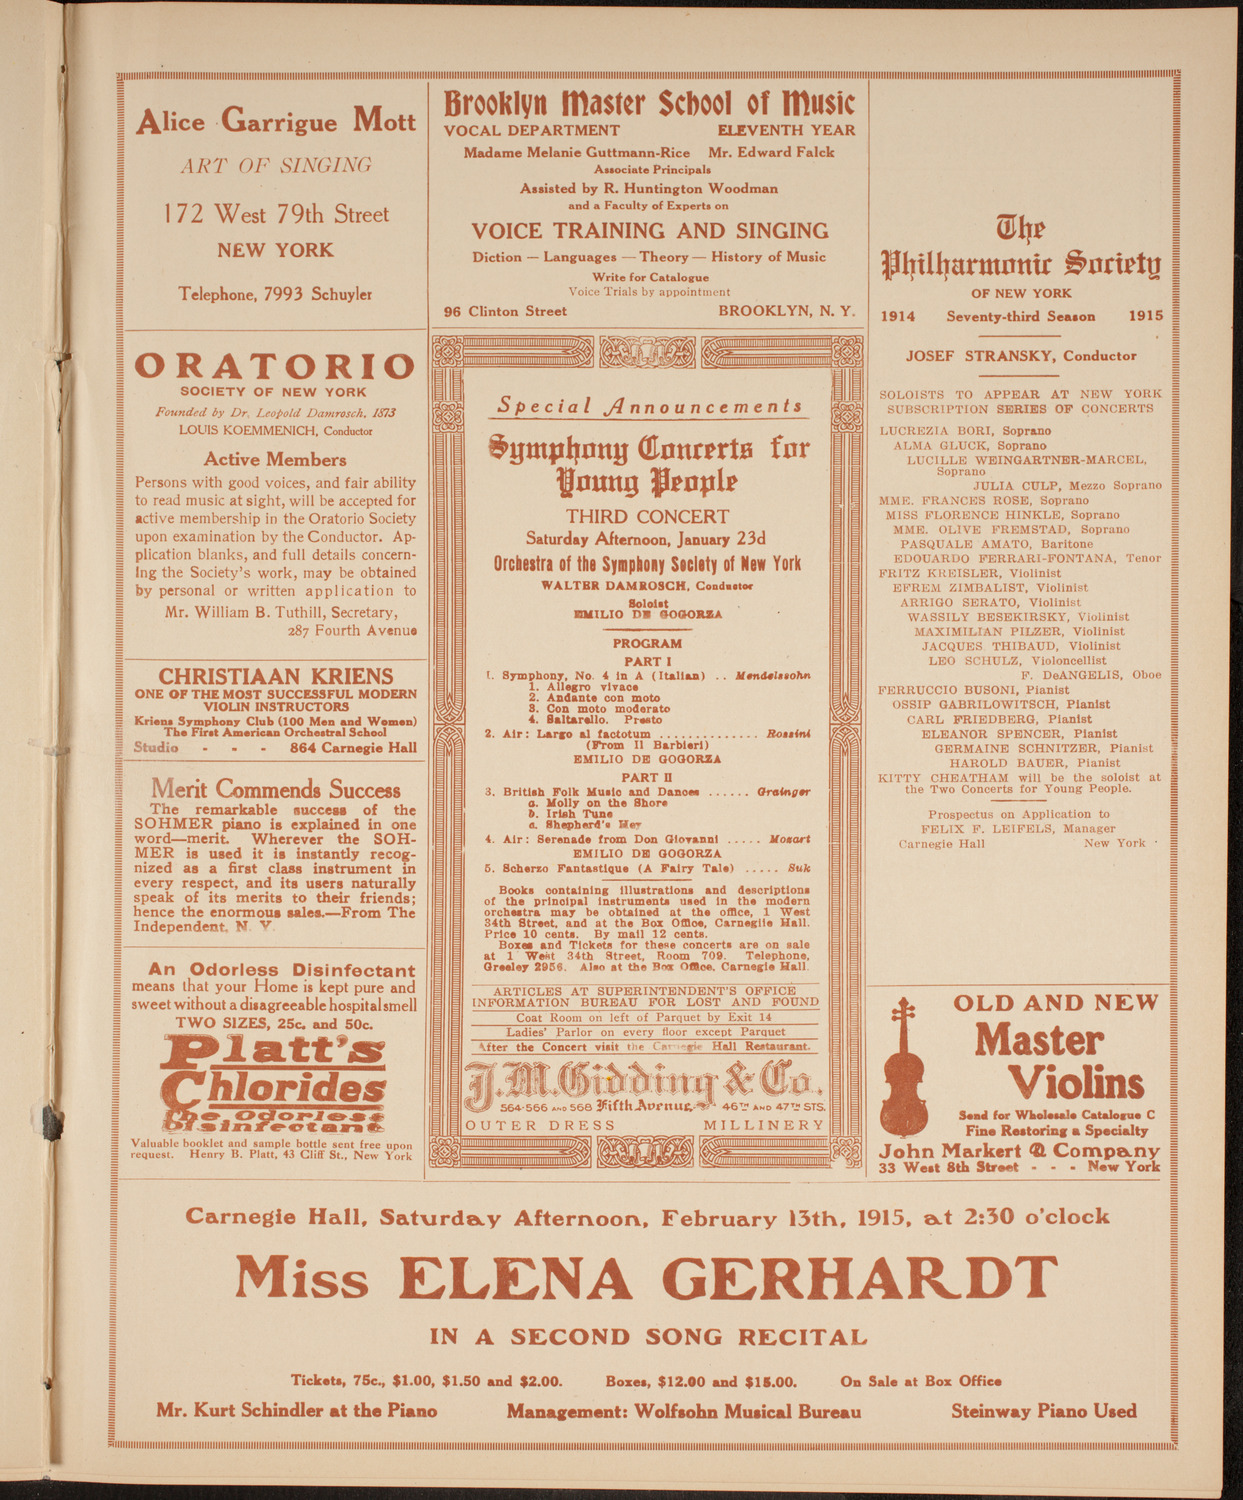 Alice Garrigue Mott
ART OF SINGING
172 West 79th Street
NEW YORK
Telephone, 7993 Schuyler
ORATORIO
SOCIETY OF NEW YORK
Founded by Dr. Leopold Damrosch, 1873
LOUIS KOEMMENICH, Conductor
Active Members
Persons with good voices, and fair ability
to read music at sight, will be accepted for
active membership in the Oratorio Society
upon examination by the Conductor. Ap-
plication blanks, and full details concern-
ing the Society's work, may be obtained
by personal or written application to
Mr. William B. Tuthill, Secretary,
287 Fourth Avenue
CHRISTIAAN KRIENS
ONE OF THE MOST SUCCESSFUL MODERN
VIOLIN INSTRUCTORS
Kriens Symphony Club (100 Men and Women)
The First American Orchestral School
Studio - - - 864 Carnegie Hall
Merit Commends Success
The remarkable success of the
SOHMER piano is explained in one
word—merit. Wherever the SOH-
MER is used it is instantly recog-
nized as a first class instrument in
every respect, and its users naturally
speak of its merits to their friends;
hence the enormous sales.—From The
Independent, N. Y.
An Odorless Disinfectant
means that your Home is kept pure and
sweet without a disagreeable hospital smell
TWO SIZES, 25c. and 50c.
Platt's
Chlorides
The Odorless
Disinfectant
Valuable booklet and sample bottle sent free upon
request. Henry B. Platt, 43 Cliff St., New York
Brooklyn Master School of Music
VOCAL DEPARTMENT ELEVENTH YEAR
Madame Melanie Guttmann-Rice Mr. Edward Falck
Associate Principals
Assisted by R. Huntington Woodman
and a Faculty of Experts on
VOICE TRAINING AND SINGING
Diction — Languages — Theory — History of Music
Write for Catalogue
Voice Trials by appointment
96 Clinton Street BROOKLYN, N. Y.
Special Announcements
Symphony Concerts for
Young People
THIRD CONCERT
Saturday Afternoon, January 23d
Orchestra of the Symphony Society of New York
WALTER DAMROSCH, Conductor
Soloist
EMILIO DE GOGORZA
PROGRAM
PART I
1. Symphony, No. 4 in A (Italian) .. Mendelssohn
1. Allegro vivace
2. Andante con moto
3. Con moto moderato
4. Saltarello. Presto
2. Air: Largo al factotum .............. Rossini
(From Il Barbieri)
EMILIO DE GOGORZA
PART II
3. British Folk Music and Dances ...... Grainger
a. Molly on the Shore
b. Irish Tune
c. Shepherd's Hey
4. Air: Serenade from Don Giovanni ..... Mozart
EMILIO DE GOGORZA
5. Scherzo Fantastique (A Fairy Tale) ..... Suk
Books containing illustrations and descriptions
of the principal instruments used in the modern
orchestra may be obtained at the office, 1 West
34th Street, and at the Box Office, Carnegie Hall.
Price 10 cents. By mail 12 cents.
Boxes and Tickets for these concerts are on sale
at 1 West 34th Street, Room 709. Telephone,
Greeley 2956. Also at the Box Office, Carnegie Hall.
ARTICLES AT SUPERINTENDENT'S OFFICE
INFORMATION BUREAU FOR LOST AND FOUND
Coat Room on left of Parquet by Exit 14
Ladies' Parlor on every floor except Parquet
After the Concert visit the Carnegie Hall Restaurant.
J.M. Gidding & Co.
564-566 AND 568 Fifth Avenue 46TH AND 47TH STS.
OUTER DRESS MILLINERY
The
Philharmonic Society
OF NEW YORK
1914 Seventy-third Season 1915
JOSEF STRANSKY, Conductor
SOLOISTS TO APPEAR AT NEW YORK
SUBSCRIPTION SERIES OF CONCERTS
LUCREZIA BORI, Soprano
ALMA GLUCK, Soprano
LUCILLE WEINGARTNER-MARCEL,
Soprano
JULIA CULP, Mezzo Soprano
MME. FRANCES ROSE, Soprano
MISS FLORENCE HINKLE, Soprano
MME. OLIVE FREMSTAD, Soprano
PASQUALE AMATO, Baritone
EDOUARDO FERRARI-FONTANA, Tenor
FRITZ KREISLER, Violinist
EFREM ZIMBALIST, Violinist
ARRIGO SERATO, Violinist
WASSILY BESEKIRSKY, Violinist
MAXIMILIAN PILZER, Violinist
JACQUES THIBAUD, Violinist
LEO SCHULZ, Violoncellist
F. DeANGELIS, Oboe
FERRUCCIO BUSONI, Pianist
OSSIP GABRILOWITSCH, Pianist
CARL FRIEDBERG, Pianist
ELEANOR SPENCER, Pianist
GERMAINE SCHNITZER, Pianist
HAROLD BAUER, Pianist
KITTY CHEATHAM will be the soloist at
the Two Concerts for Young People.
Prospectus on Application to
FELIX F. LEIFELS, Manager
Carnegie Hall New York
OLD AND NEW
Master
Violins
Send for Wholesale Catalogue C
Fine Restoring a Specialty
John Markert & Company
33 West 8th Street - - - New York
Carnegie Hall, Saturday Afternoon, February 13th, 1915, at 2:30 o'clock
Miss ELENA GERHARDT
IN A SECOND SONG RECITAL
Tickets, 75c., $1.00, $1.50 and $2.00. Boxes, $12.00 and $15.00. On Sale at Box Office
Mr. Kurt Schindler at the Piano Management: Wolfsohn Musical Bureau Steinway Piano Used